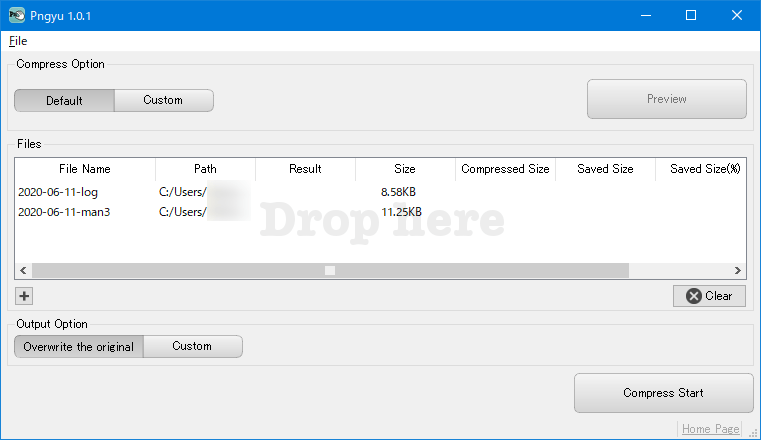 Pngyu 1.0.1
File
Compress Option
Default Custom Preview
Files
File Name Path Result Size Compressed Size Saved Size Saved Size(%)
2020-06-11-log C:/Users/ 8.58KB
2020-06-11-man3 C:/Users/ 11.25KB
Drop here
Clear
Output Option
Overwrite the original Custom
Compress Start
Home Page